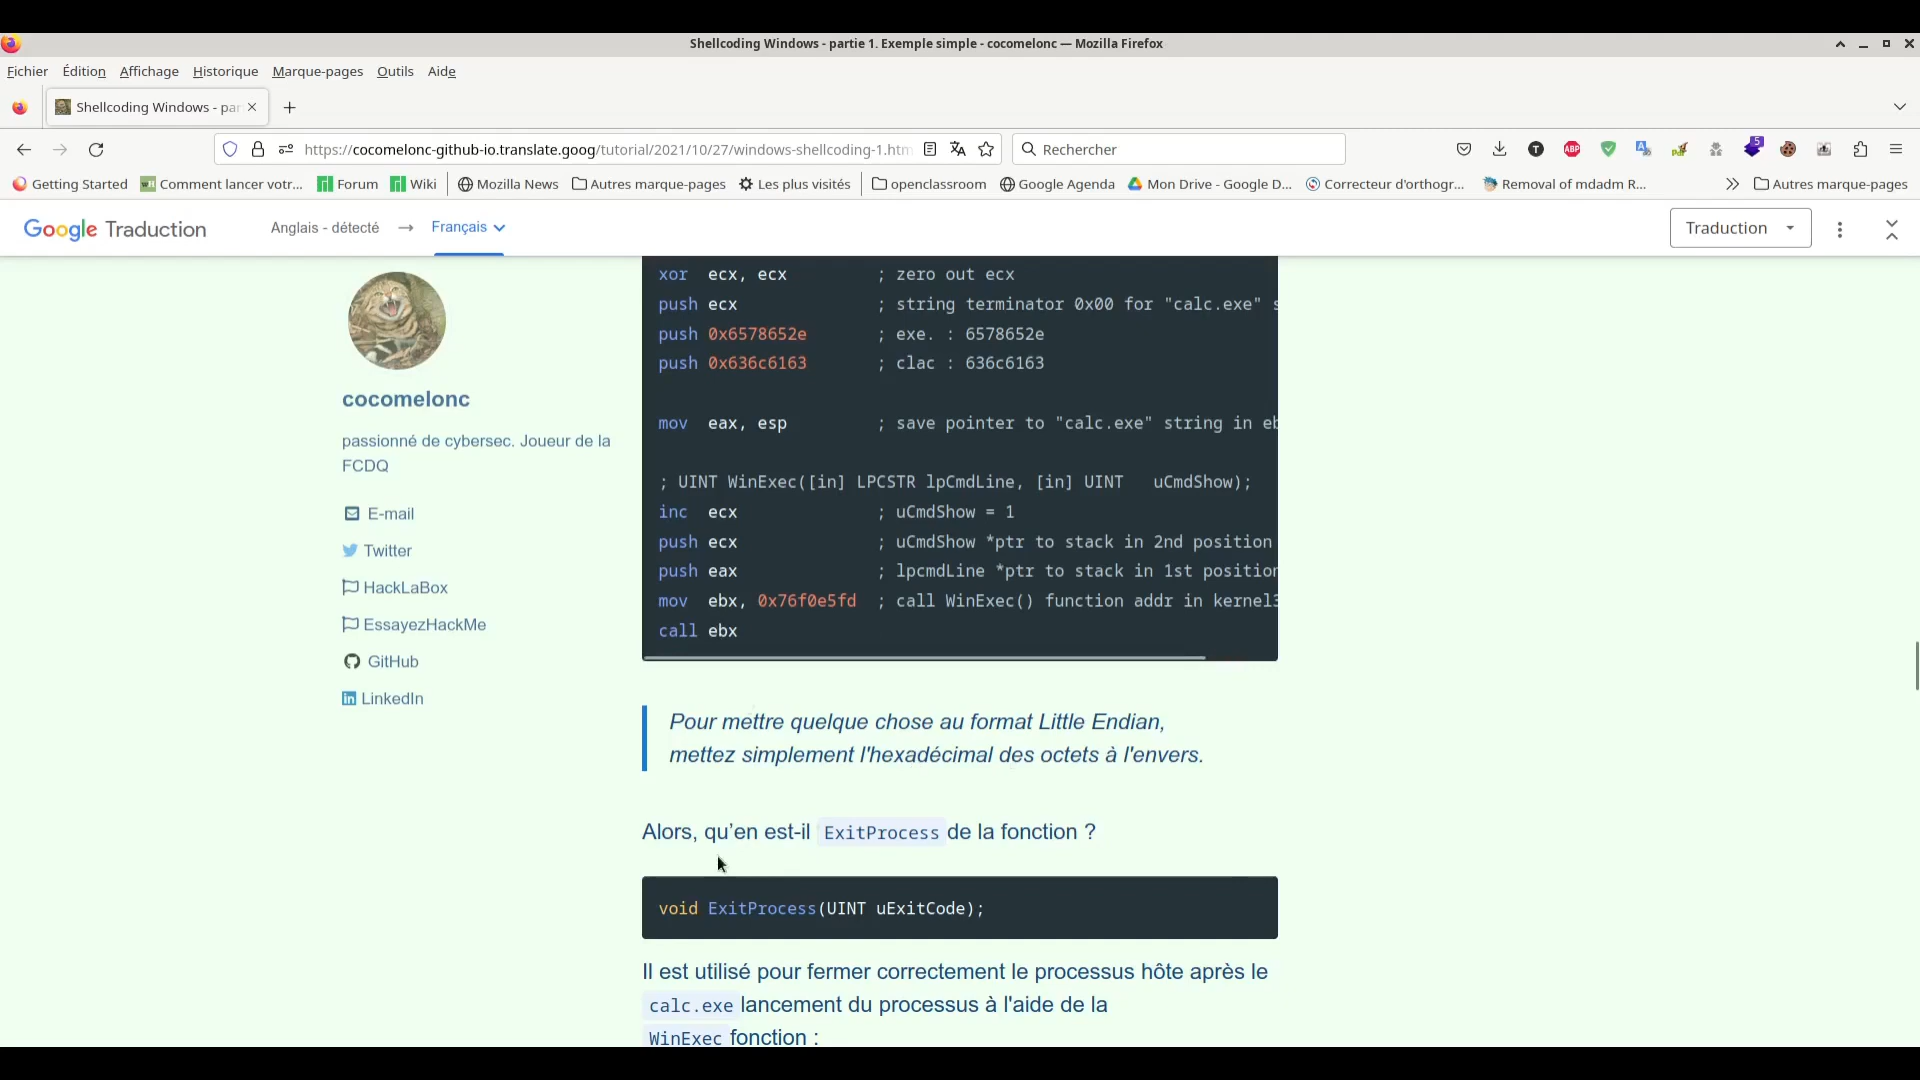 Shellcoding Windows - partie 1. Exemple simple - cocomelonc — Mozilla Firefox
Fichier Édition Affichage Historique Marque-pages Outils Aide
Shellcoding Windows - par
https://cocomelonc-github-io.translate.goog/tutorial/2021/10/27/windows-shellcoding-1.htm
Rechercher
T ABP 5
Getting Started Comment lancer votr... Forum Wiki Mozilla News Autres marque-pages Les plus visités openclassroom Google Agenda Mon Drive - Google D... Correcteur d'orthogr... Removal of mdadm R... Autres marque-pages
Google Traduction Anglais - détecté → Français Traduction
cocomelonc
passionné de cybersec. Joueur de la
FCDQ
E-mail
Twitter
HackLaBox
EssayezHackMe
GitHub
LinkedIn
xor ecx, ecx ; zero out ecx
push ecx ; string terminator 0x00 for "calc.exe" s
push 0x6578652e ; exe. : 6578652e
push 0x636c6163 ; clac : 636c6163
mov eax, esp ; save pointer to "calc.exe" string in eb
; UINT WinExec([in] LPCSTR lpCmdLine, [in] UINT uCmdShow);
inc ecx ; uCmdShow = 1
push ecx ; uCmdShow *ptr to stack in 2nd position
push eax ; lpcmdLine *ptr to stack in 1st position
mov ebx, 0x76f0e5fd ; call WinExec() function addr in kernel3
call ebx
Pour mettre quelque chose au format Little Endian,
mettez simplement l'hexadécimal des octets à l'envers.
Alors, qu'en est-il ExitProcess de la fonction ?
void ExitProcess(UINT uExitCode);
Il est utilisé pour fermer correctement le processus hôte après le
calc.exe lancement du processus à l'aide de la
WinExec fonction :